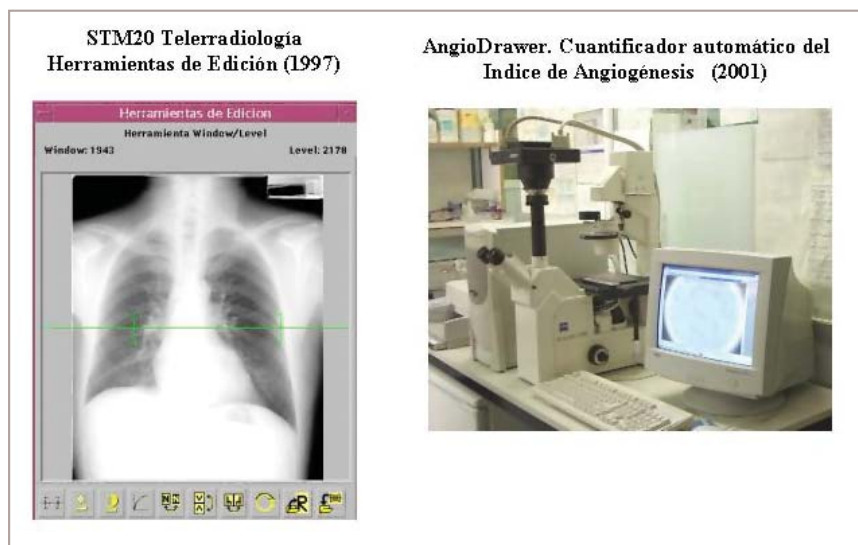 STM20 Telerradiología
Herramientas de Edición (1997)
AngioDrawer. Cuantificador automático del
Indice de Angiogénesis (2001)
Herramientas de Edicion
Herramienta Window/Level
Window: 1943
Level: 2178